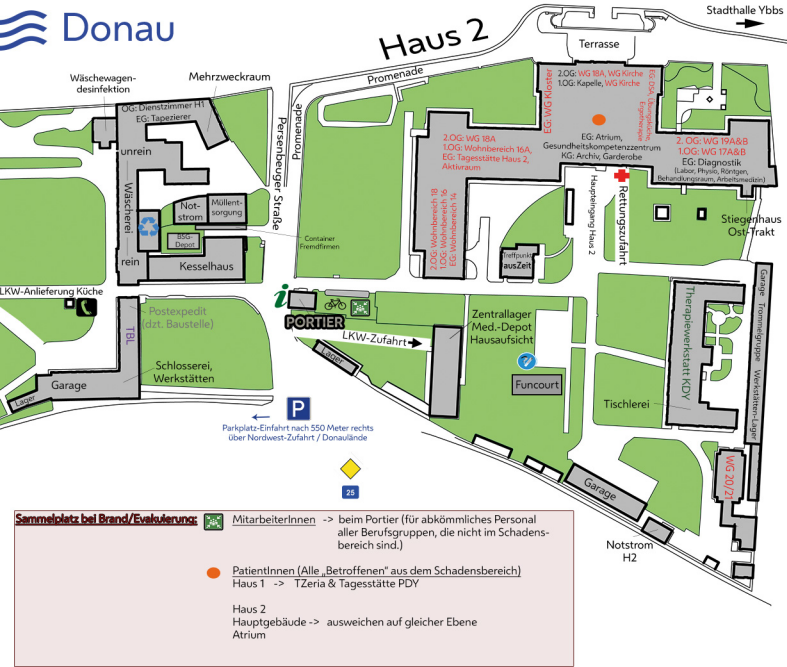 Donau
Haus 2
Stadthalle Ybbs
Terrasse
Promenade
Promenade
Persenbeuger Straße
Wäschewagen-
desinfektion
Mehrzweckraum
OG: Dienstzimmer H1
EG: Tapezierer
unrein
Wäscherei
rein
Not-
strom
Müllent-
sorgung
BSG-
Depot
Kesselhaus
Container
Fremdfirmen
2.OG: WG 18A, WG Kirche
1.OG: Kapelle, WG Kirche
EG: WG Kloster
EG: DSA, Übungsküche,
Ergotherapie
EG: Atrium,
Gesundheitskompetenzzentrum
KG: Archiv, Garderobe
2.OG: WG 18A
1.OG: Wohnbereich 16A,
EG: Tagesstätte Haus 2,
Aktivraum
2.OG: Wohnbereich 18
1.OG: Wohnbereich 16
EG: Wohnbereich 14
2. OG: WG 19A&B
1.OG: WG 17A&B
EG: Diagnostik
(Labor, Physio, Röntgen,
Behandlungsraum, Arbeitsmedizin)
Haupteingang Haus 2
Rettungszufahrt
Stiegenhaus
Ost-Trakt
Treffpunkt
ausZeit
LKW-Anlieferung Küche
Postexpedit
(dzt. Baustelle)
TBL
Schlosserei,
Werkstätten
Garage
Lager
i
PORTIER
LKW-Zufahrt
Lager
Zentrallager
Med.-Depot
Hausaufsicht
Funcourt
Therapiewerkstatt KDY
Tischlerei
Garage Trommelgruppe Werkstätten-Lager
WG 20/21
Garage
Notstrom
H2
P
Parkplatz-Einfahrt nach 550 Meter rechts
über Nordwest-Zufahrt / Donaulände
25
Sammelplatz bei Brand/Evakuierung:
MitarbeiterInnen -> beim Portier (für abkömmliches Personal
aller Berufsgruppen, die nicht im Schadens-
bereich sind.)
PatientInnen (Alle „Betroffenen" aus dem Schadensbereich)
Haus 1 -> TZeria & Tagesstätte PDY
Haus 2
Hauptgebäude -> ausweichen auf gleicher Ebene
Atrium